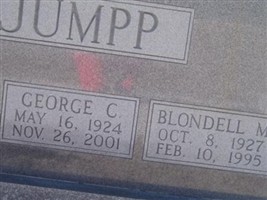 JUMPP
GEORGE C.
MAY 16, 1924
NOV. 26, 2001
BLONDELL M
OCT. 8, 1927
FEB. 10, 1995